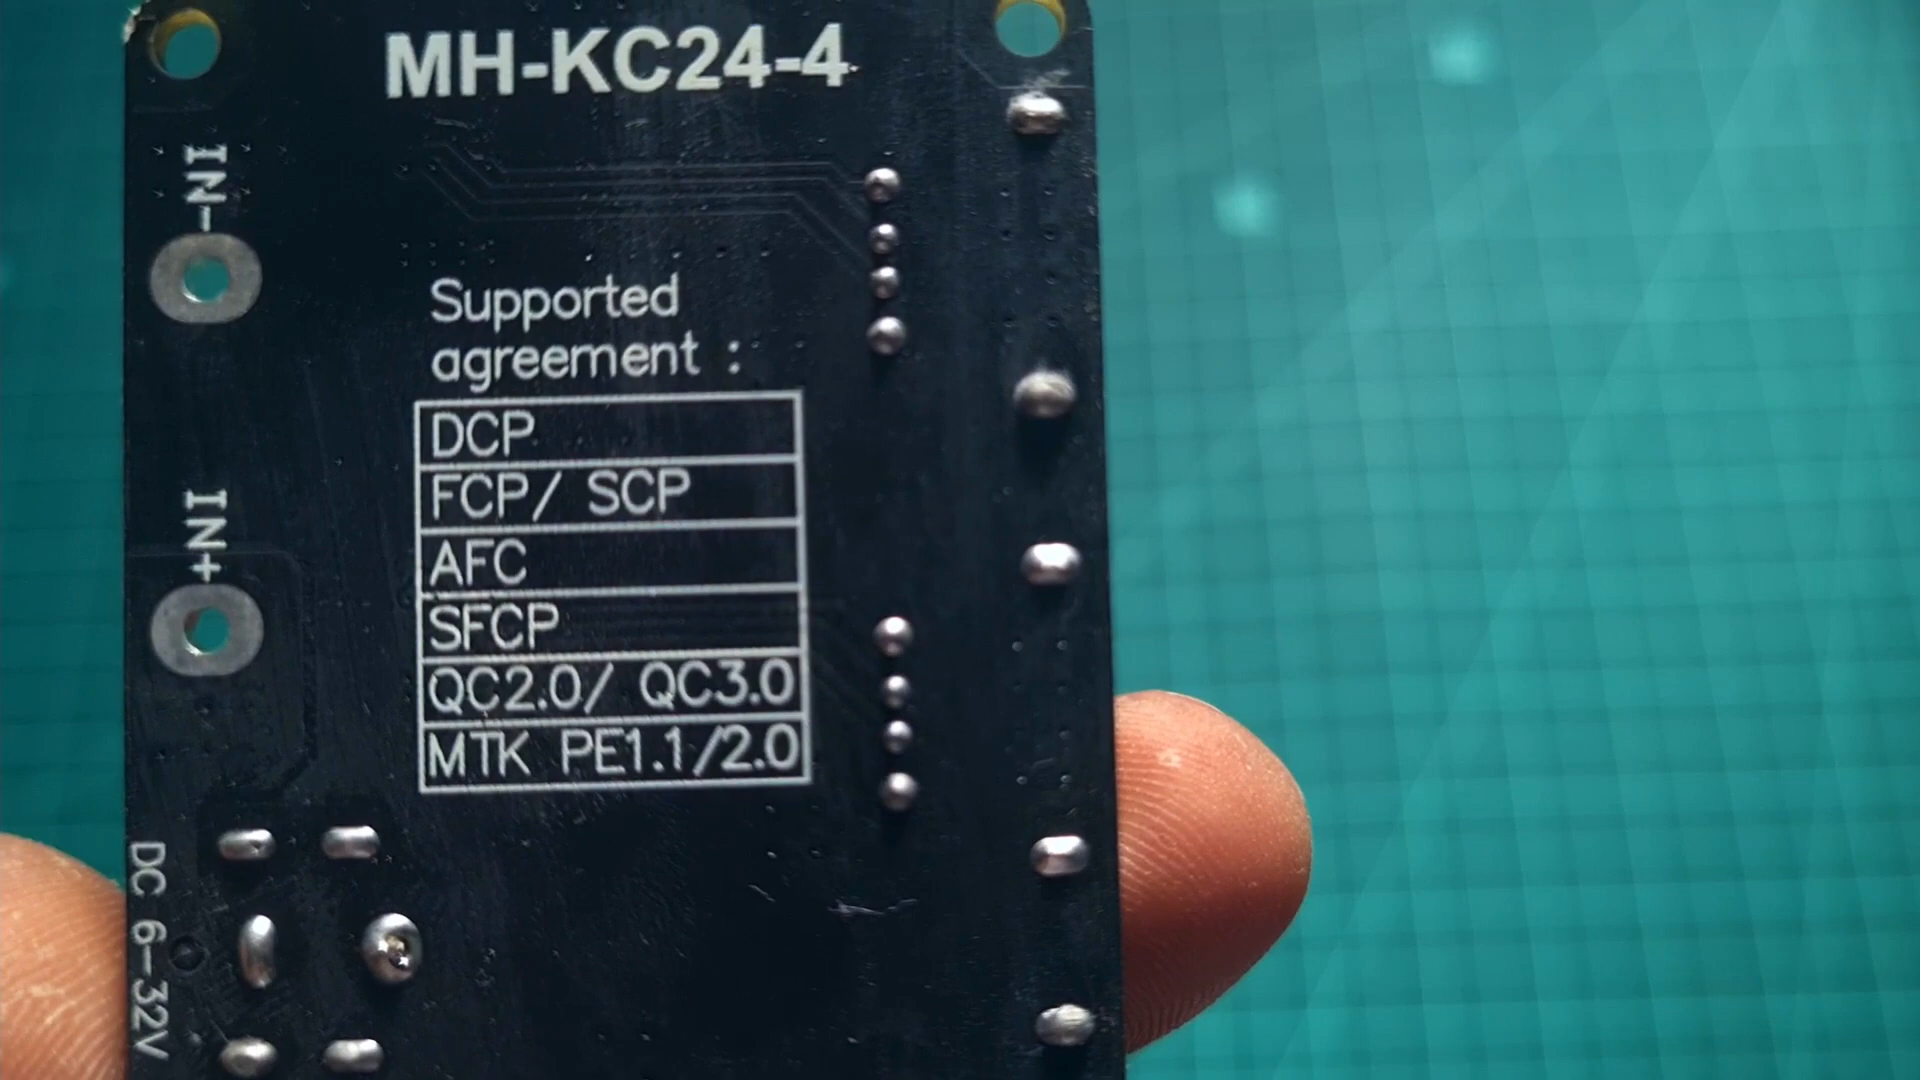 MH-KC24-4
IN-
Supported
agreement :
DCP
FCP/ SCP
IN+
AFC
SFCP
QC2.0/ QC3.0
MTK PE1.1/2.0
DC 6-32V